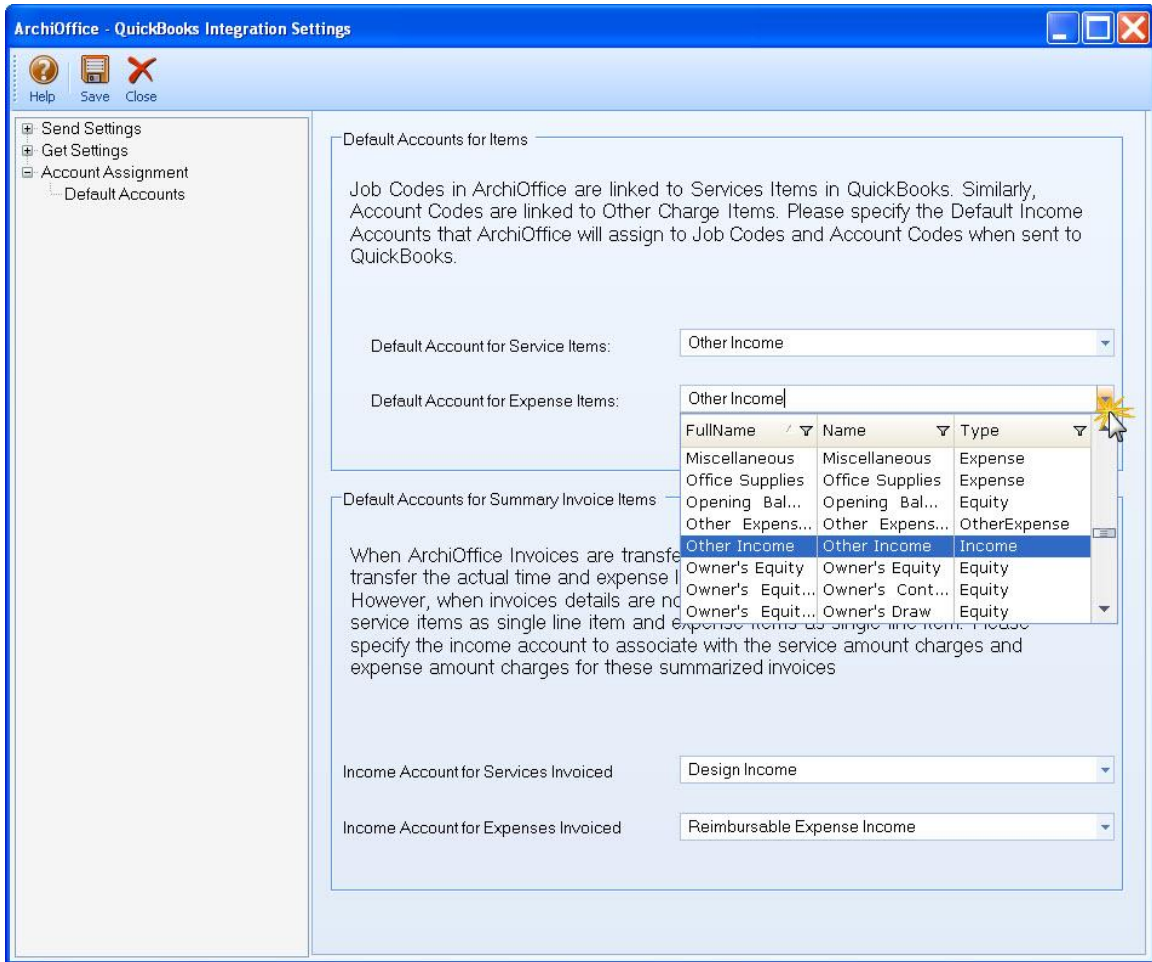 ArchiOffice - QuickBooks Integration Settings
Help Save Close
Send Settings
Get Settings
Account Assignment
Default Accounts
Default Accounts for Items
Job Codes in ArchiOffice are linked to Services Items in QuickBooks. Similarly,
Account Codes are linked to Other Charge Items. Please specify the Default Income
Accounts that ArchiOffice will assign to Job Codes and Account Codes when sent to
QuickBooks.
Default Account for Service Items: Other Income
Default Account for Expense Items: Other Income
FullName Name Type
Miscellaneous Miscellaneous Expense
Office Supplies Office Supplies Expense
Opening Bal... Opening Bal... Equity
Other Expens... Other Expens... OtherExpense
Other Income Other Income Income
Owner's Equity Owner's Equity Equity
Owner's Equit... Owner's Cont... Equity
Owner's Equit... Owner's Draw Equity
Default Accounts for Summary Invoice Items
When ArchiOffice Invoices are transfe
transfer the actual time and expense l
However, when invoices details are no
service items as single line item and expense items as single line item. Please
specify the income account to associate with the service amount charges and
expense amount charges for these summarized invoices
Income Account for Services Invoiced Design Income
Income Account for Expenses Invoiced Reimbursable Expense Income